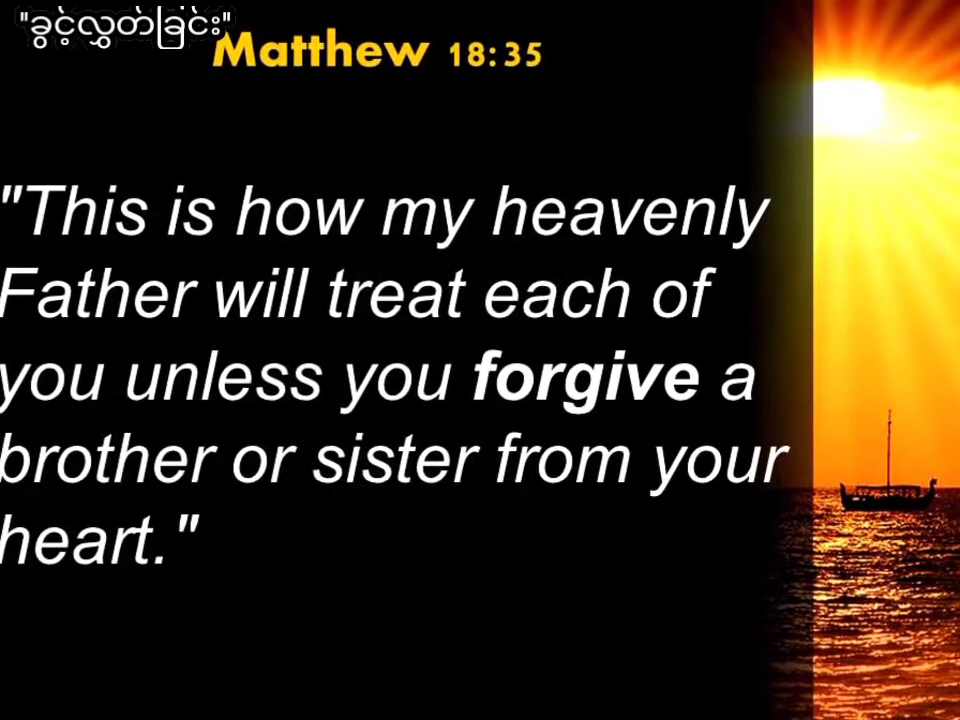 "ခွင့်လွှတ်ခြင်း"
Matthew 18:35
"This is how my heavenly
Father will treat each of
you unless you forgive a
brother or sister from your
heart."